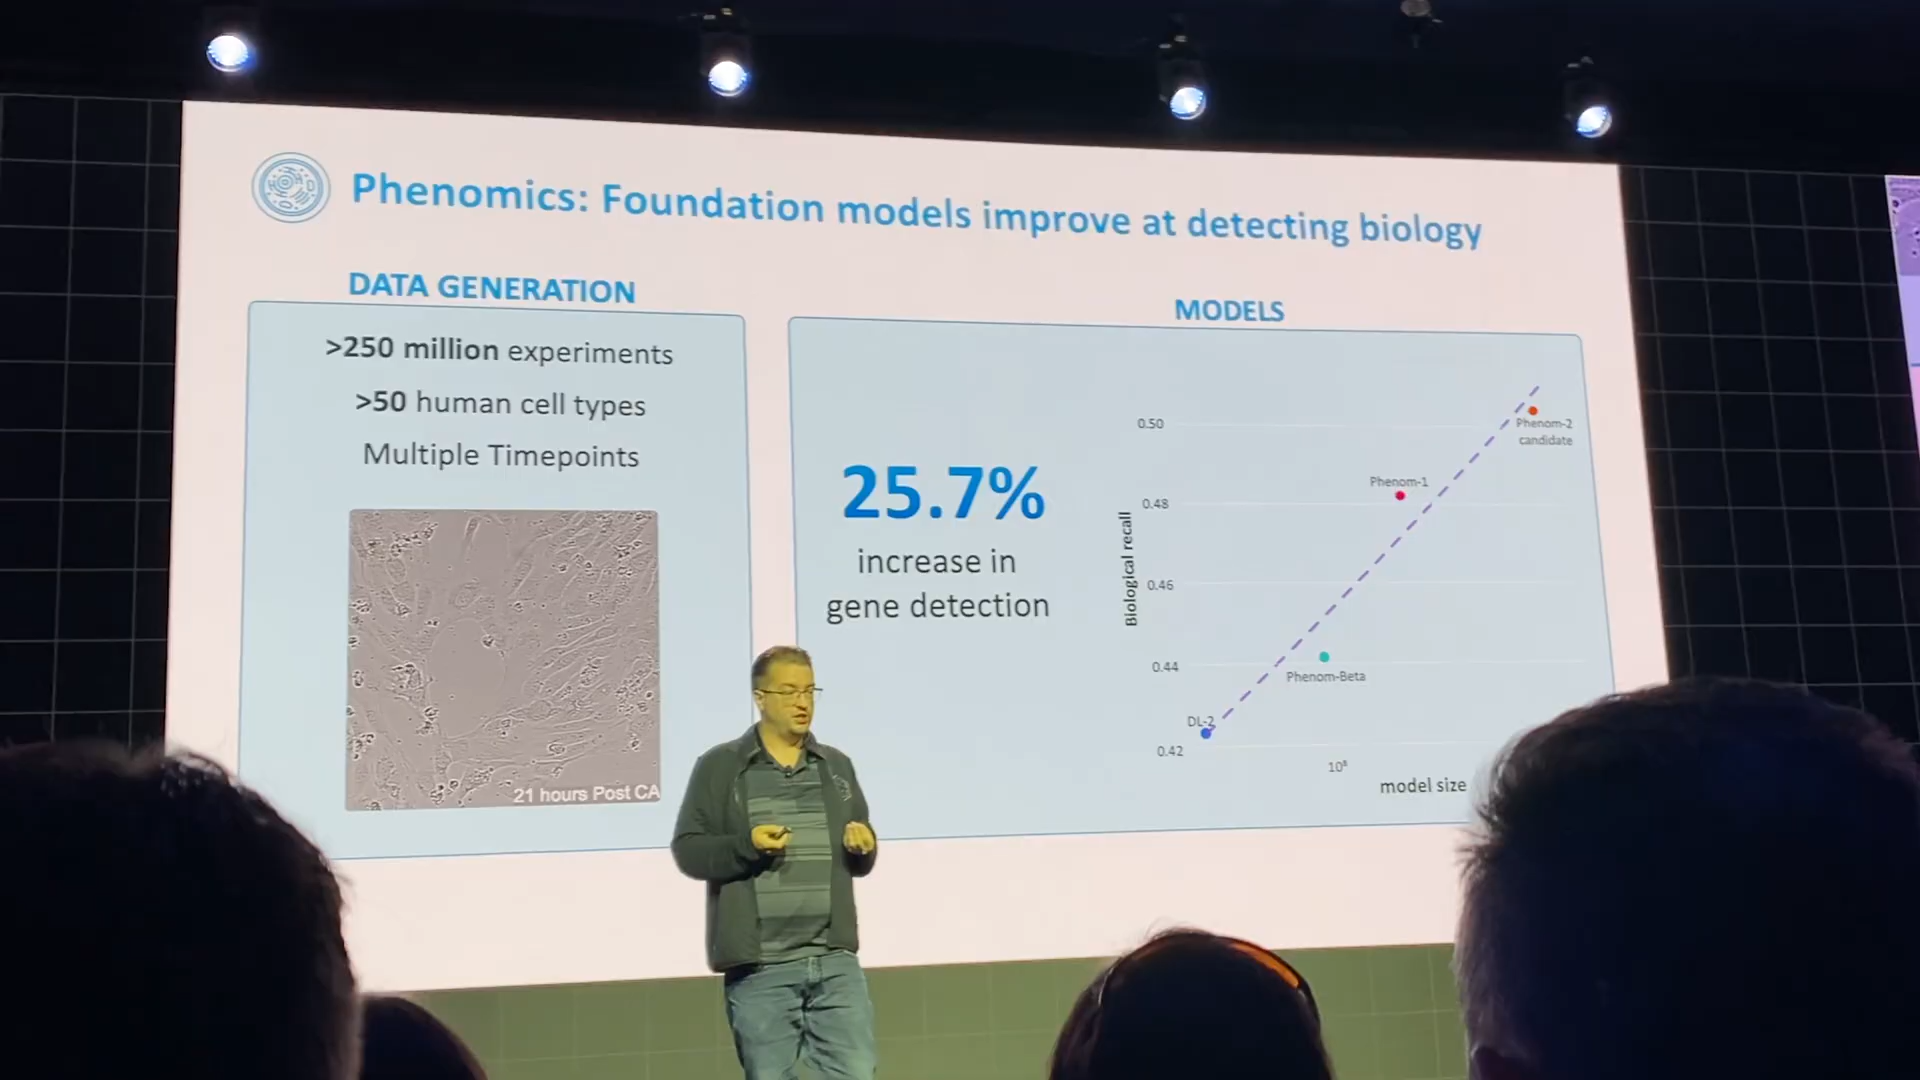 Phenomics: Foundation models improve at detecting biology
DATA GENERATION
>250 million experiments
>50 human cell types
Multiple Timepoints
21 hours Post CA
MODELS
25.7%
increase in
gene detection
Biological recall
0.50
0.48
0.46
0.44
0.42
Phenom-2
candidate
Phenom-1
Phenom-Beta
DL-2
10⁸
model size